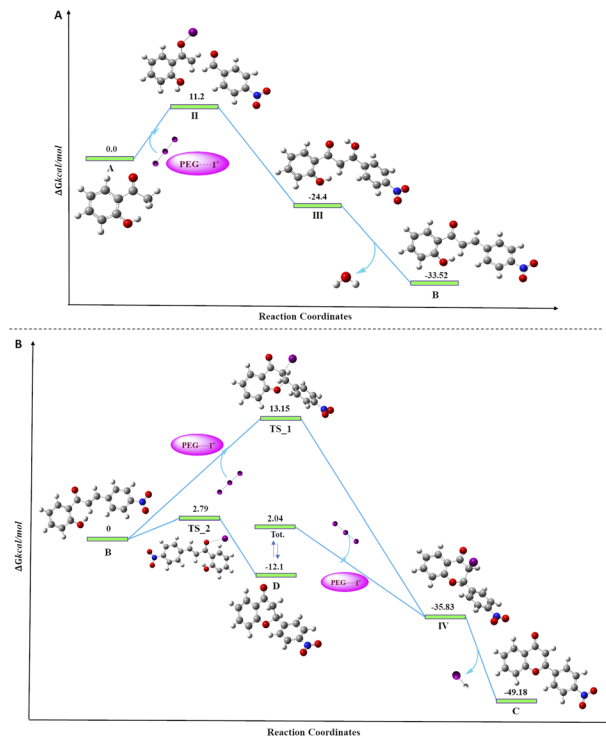 A
11.2
II
0.0
A
PEG----I⁺
ΔGkcal/mol
-24.4
III
-33.52
B
Reaction Coordinates
B
13.15
TS_1
PEG----I⁺
0
B
2.79
TS_2
2.04
Tot.
-12.1
D
PEG----I⁺
ΔGkcal/mol
-35.83
IV
-49.18
C
Reaction Coordinates